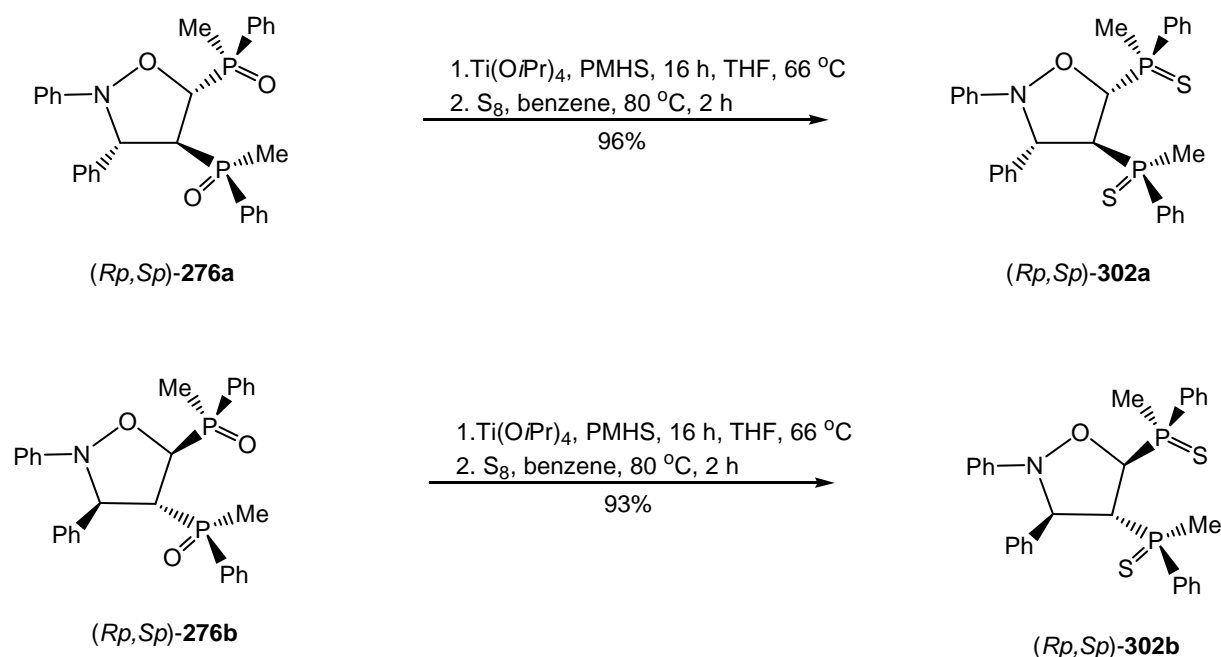 Me
Ph
O
P
O
Ph
N
Ph
P
Me
O
Ph
1.Ti(OiPr)4, PMHS, 16 h, THF, 66 °C
2. S8, benzene, 80 °C, 2 h
96%
Me
Ph
O
P
S
Ph
N
Ph
P
Me
S
Ph
(Rp,Sp)-276a
(Rp,Sp)-302a
Me
Ph
O
P
O
Ph
N
Ph
P
Me
O
Ph
1.Ti(OiPr)4, PMHS, 16 h, THF, 66 °C
2. S8, benzene, 80 °C, 2 h
93%
Me
Ph
O
P
S
Ph
N
Ph
P
Me
S
Ph
(Rp,Sp)-276b
(Rp,Sp)-302b